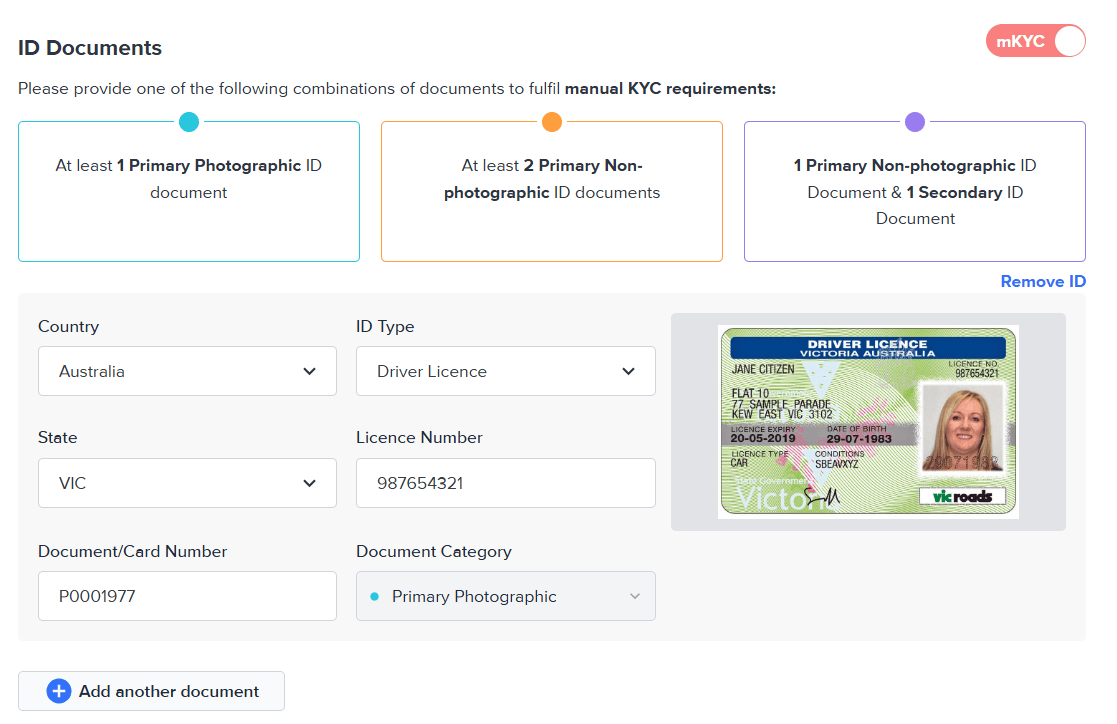 ID Documents
mKYC
Please provide one of the following combinations of documents to fulfil manual KYC requirements:
At least 1 Primary Photographic ID
document
At least 2 Primary Non-
photographic ID documents
1 Primary Non-photographic ID
Document & 1 Secondary ID
Document
Remove ID
Country
Australia
ID Type
Driver Licence
State
VIC
Licence Number
987654321
Document/Card Number
P0001977
Document Category
Primary Photographic
DRIVER LICENCE
VICTORIA AUSTRALIA
JANE CITIZEN
LICENCE NO.
987654321
FLAT 10
77 SAMPLE PARADE
KEW EAST VIC 3102
LICENCE EXPIRY
20-05-2019
DATE OF BIRTH
29-07-1983
LICENCE TYPE
CAR
CONDITIONS
SBEAVXYZ
29071983
State Government
Victoria
vic roads
Add another document